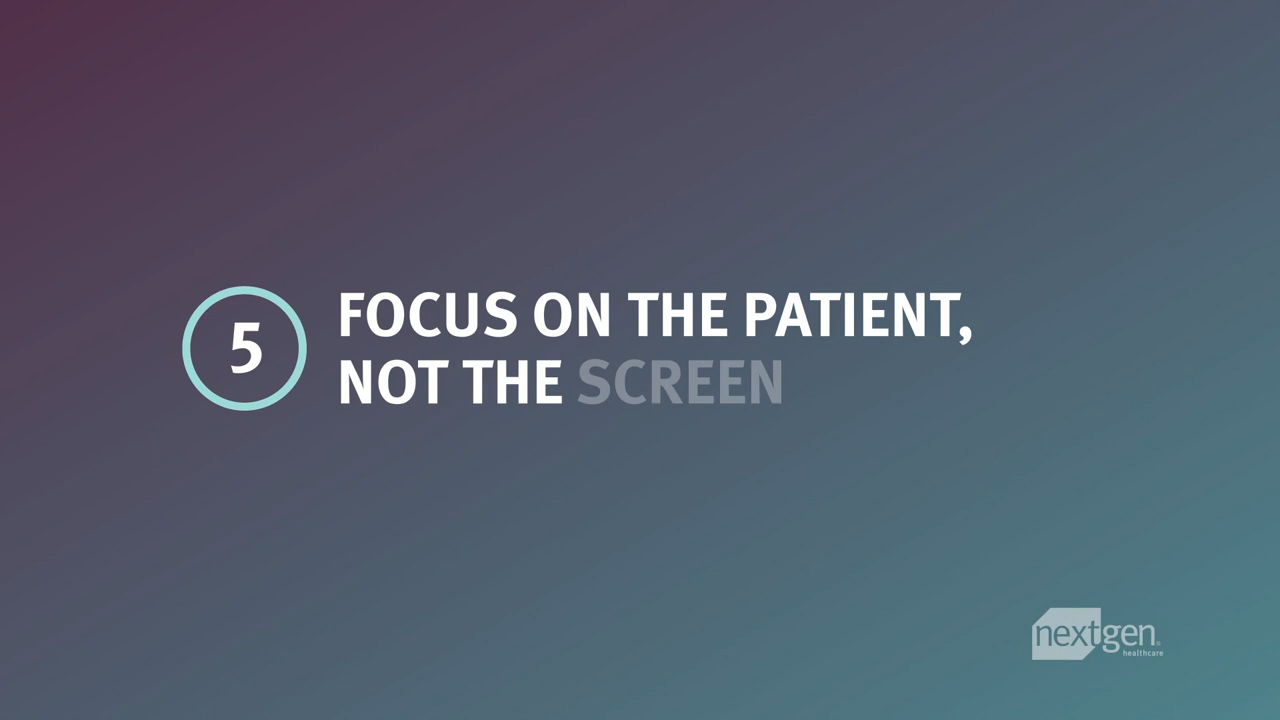 5
FOCUS ON THE PATIENT,
NOT THE SCREEN
nextgen
healthcare